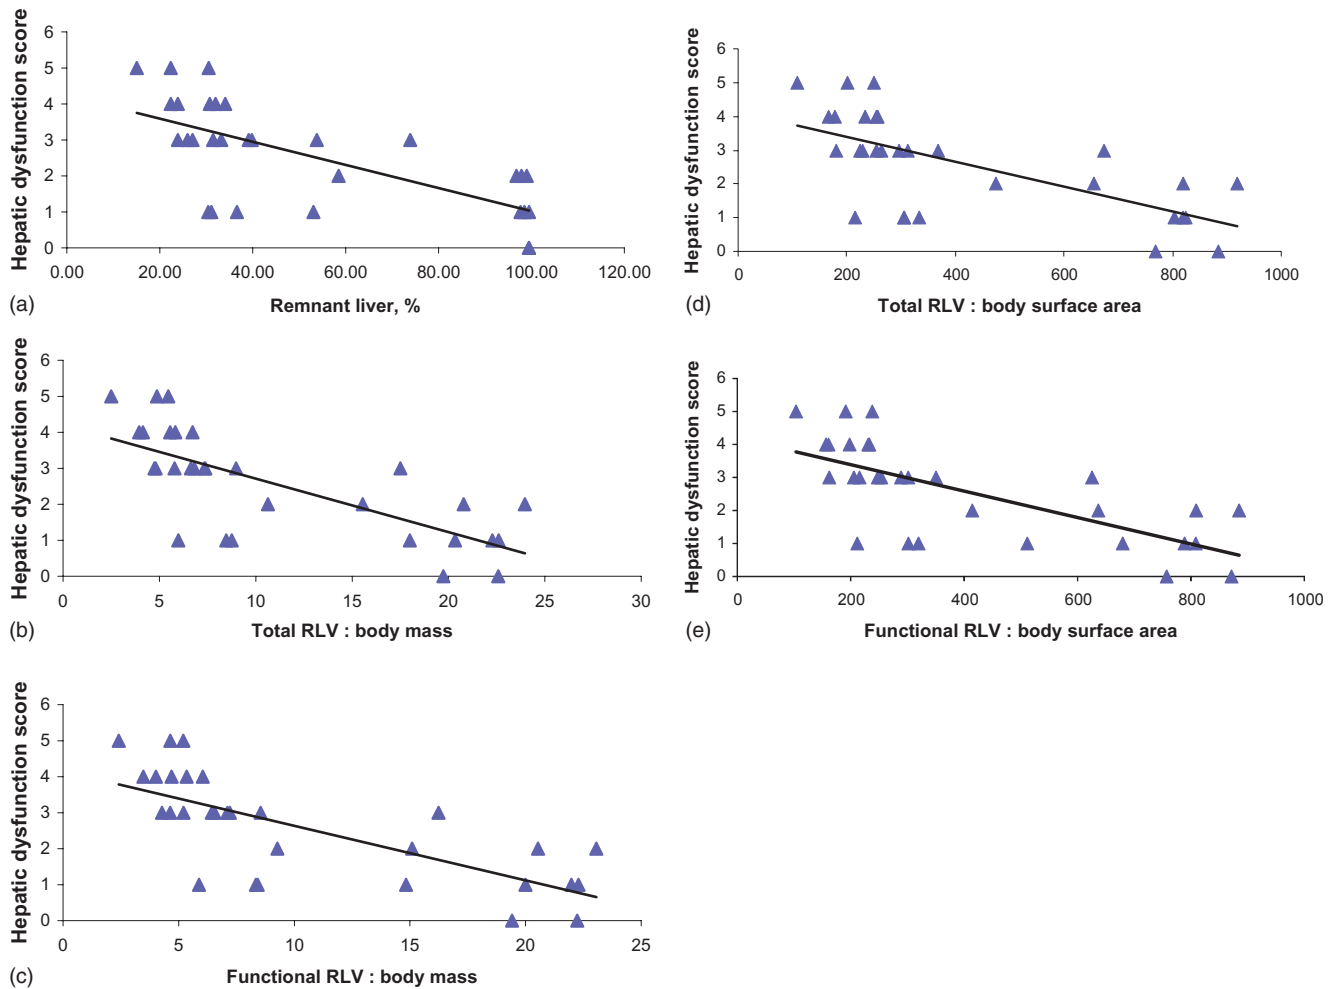 Hepatic dysfunction score
6
5
4
3
2
1
0
0.00 20.00 40.00 60.00 80.00 100.00 120.00
Remnant liver, %
(a)
Hepatic dysfunction score
6
5
4
3
2
1
0
0 5 10 15 20 25 30
Total RLV : body mass
(b)
Hepatic dysfunction score
6
5
4
3
2
1
0
0 5 10 15 20 25
Functional RLV : body mass
(c)
Hepatic dysfunction score
6
5
4
3
2
1
0
0 200 400 600 800 1000
Total RLV : body surface area
(d)
Hepatic dysfunction score
6
5
4
3
2
1
0
0 200 400 600 800 1000
Functional RLV : body surface area
(e)